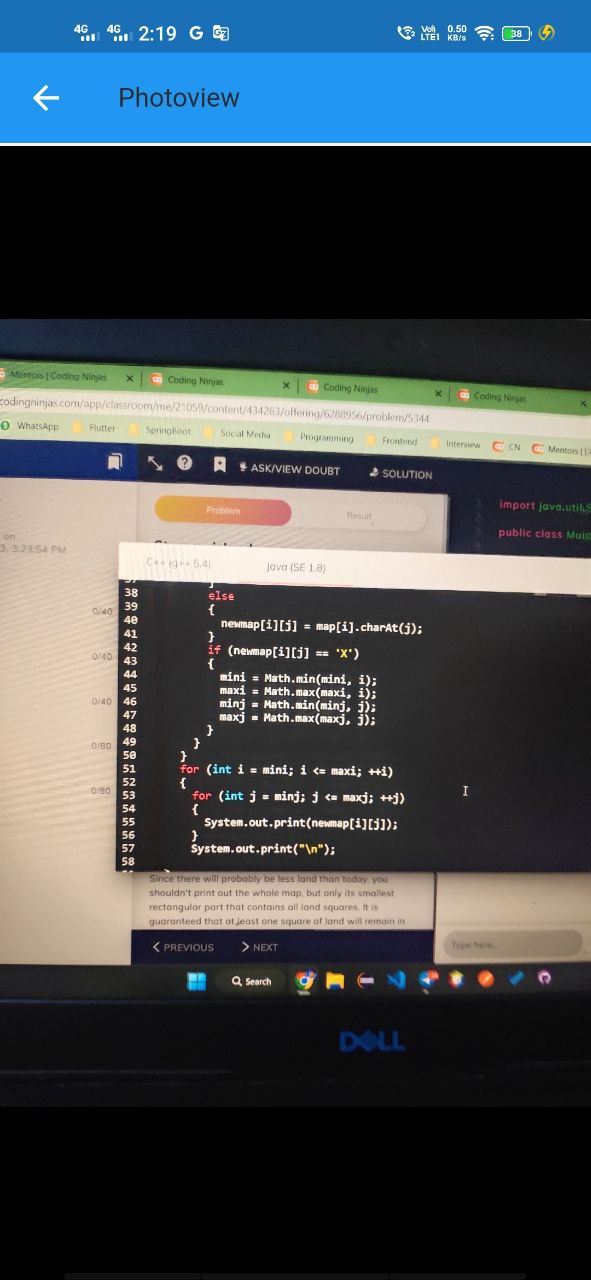 4G 4G 2:19 G VoJ) LTE1 0.50 KB/s 38
Photoview
Mentors | Coding Ninjas × Coding Ninjas × Coding Ninjas × Coding Ninjas ×
codingninjas.com/app/classroom/me/21059/content/434263/offering/6288956/problem/5344
WhatsApp Flutter SpringBoot Social Media Programming Frontend Interview CN Mentors
ASK/VIEW DOUBT SOLUTION
Problem Result
import java.util.
public class Main
on
3, 3:23:54 PM
C++ (g++ 5.4) Java (SE 1.8)
37 }
38 else
39 {
40 newmap[i][j] = map[i].charAt(j);
41 }
42 if (newmap[i][j] == 'X')
43 {
44 mini = Math.min(mini, i);
45 maxi = Math.max(maxi, i);
46 minj = Math.min(minj, j);
47 maxj = Math.max(maxj, j);
48 }
49 }
50 }
51 for (int i = mini; i <= maxi; ++i)
52 {
53 for (int j = minj; j <= maxj; ++j)
54 {
55 System.out.print(newmap[i][j]);
56 }
57 System.out.print("\n");
58
0/40
0/40
0/40
0/60
0/80
Since there will probably be less land than today, you
shouldn't print out the whole map, but only its smallest
rectangular part that contains all land squares. It is
guaranteed that at least one square of land will remain in
PREVIOUS NEXT
Type here...
Search
DELL